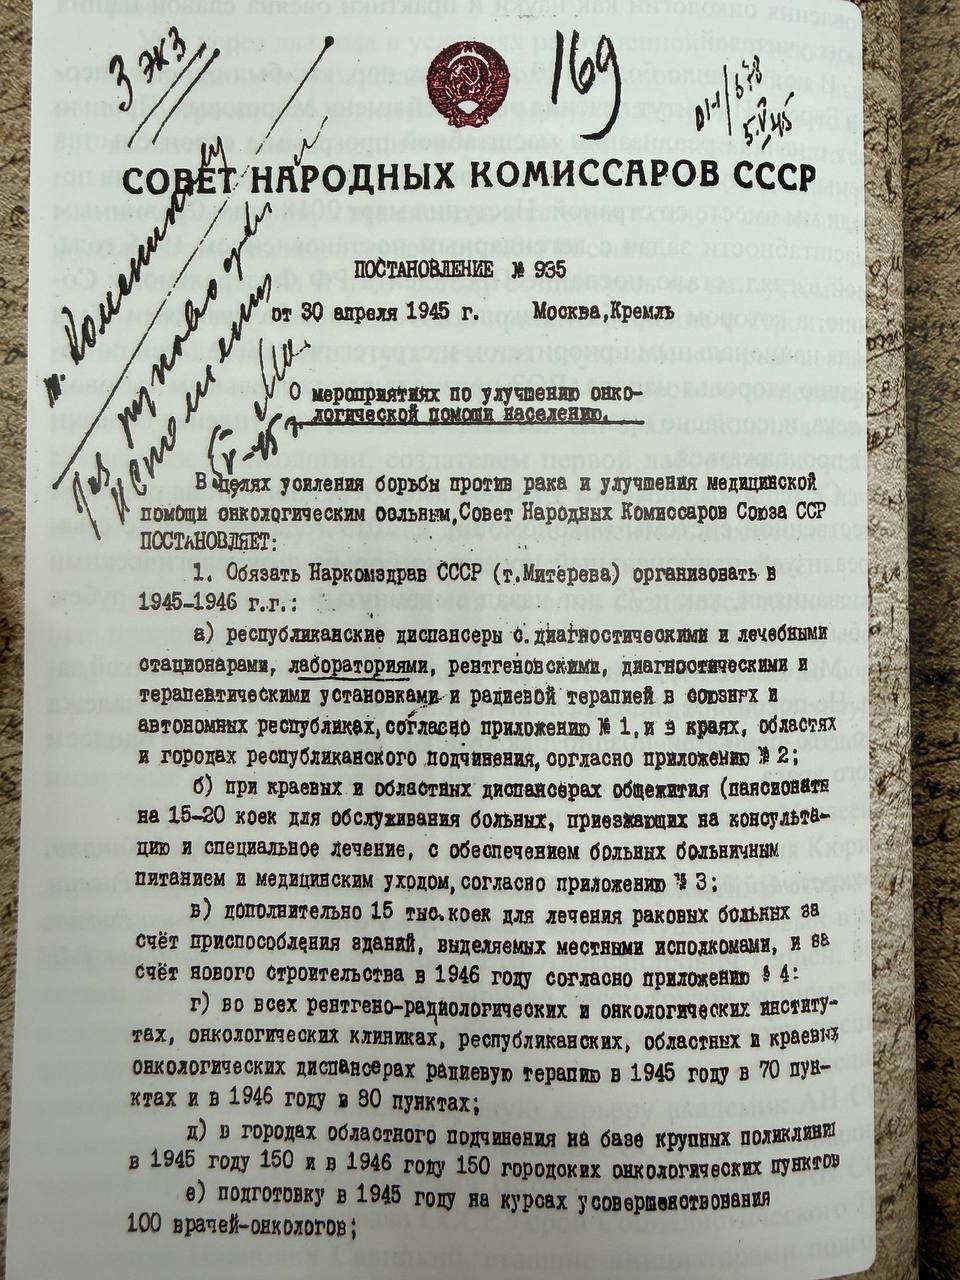 3 экз
169
5.V 45
СОВЕТ НАРОДНЫХ КОМИССАРОВ СССР
ПОСТАНОВЛЕНИЕ № 935
от 30 апреля 1945 г. Москва,Кремль
О мероприятиях по улучшению онко-
логической помощи населению.
В целях усиления борьбы против рака и улучшения медицинской
помощи онкологическим больным,Совет Народных Комиссаров Союза ССР
ПОСТАНОВЛЯЕТ:
1. Обязать Наркомздрав СССР (т.Митерева) организовать в
1945-1946 г.г.:
а) республиканские диспансеры с диагностическими и лечебными
стационарами, лабораториями, рентгеновскими, диагностическими и
терапевтическими установками и радиевой терапией в союзных и
автономных республиках,согласно приложению № 1,и в краях, областях
и городах республиканского подчинения,согласно приложению № 2;
б) при краевых и областных диспансерах общежития (пансионаты
на 15-20 коек для обслуживания больных, приезжающих на консульта-
цию и специальное лечение, с обеспечением больных больничным
питанием и медицинским уходом,согласно приложению № 3;
в) дополнительно 15 тыс.коек для лечения раковых больных за
счёт приспособления зданий, выделяемых местными исполкомами, и за
счёт нового строительства в 1946 году согласно приложению № 4:
г) во всех рентгено-радиологических и онкологических институ-
тах, онкологических клиниках, республиканских, областных и краевых
онкологических диспансерах радиевую терапию в 1945 году в 70 пун-
ктах и в 1946 году в 80 пунктах;
д) в городах областного подчинения на базе крупных поликлиник
в 1945 году 150 и в 1946 году 150 городских онкологических пунктов
е) подготовку в 1945 году на курсах усовершенствования
100 врачей-онкологов;